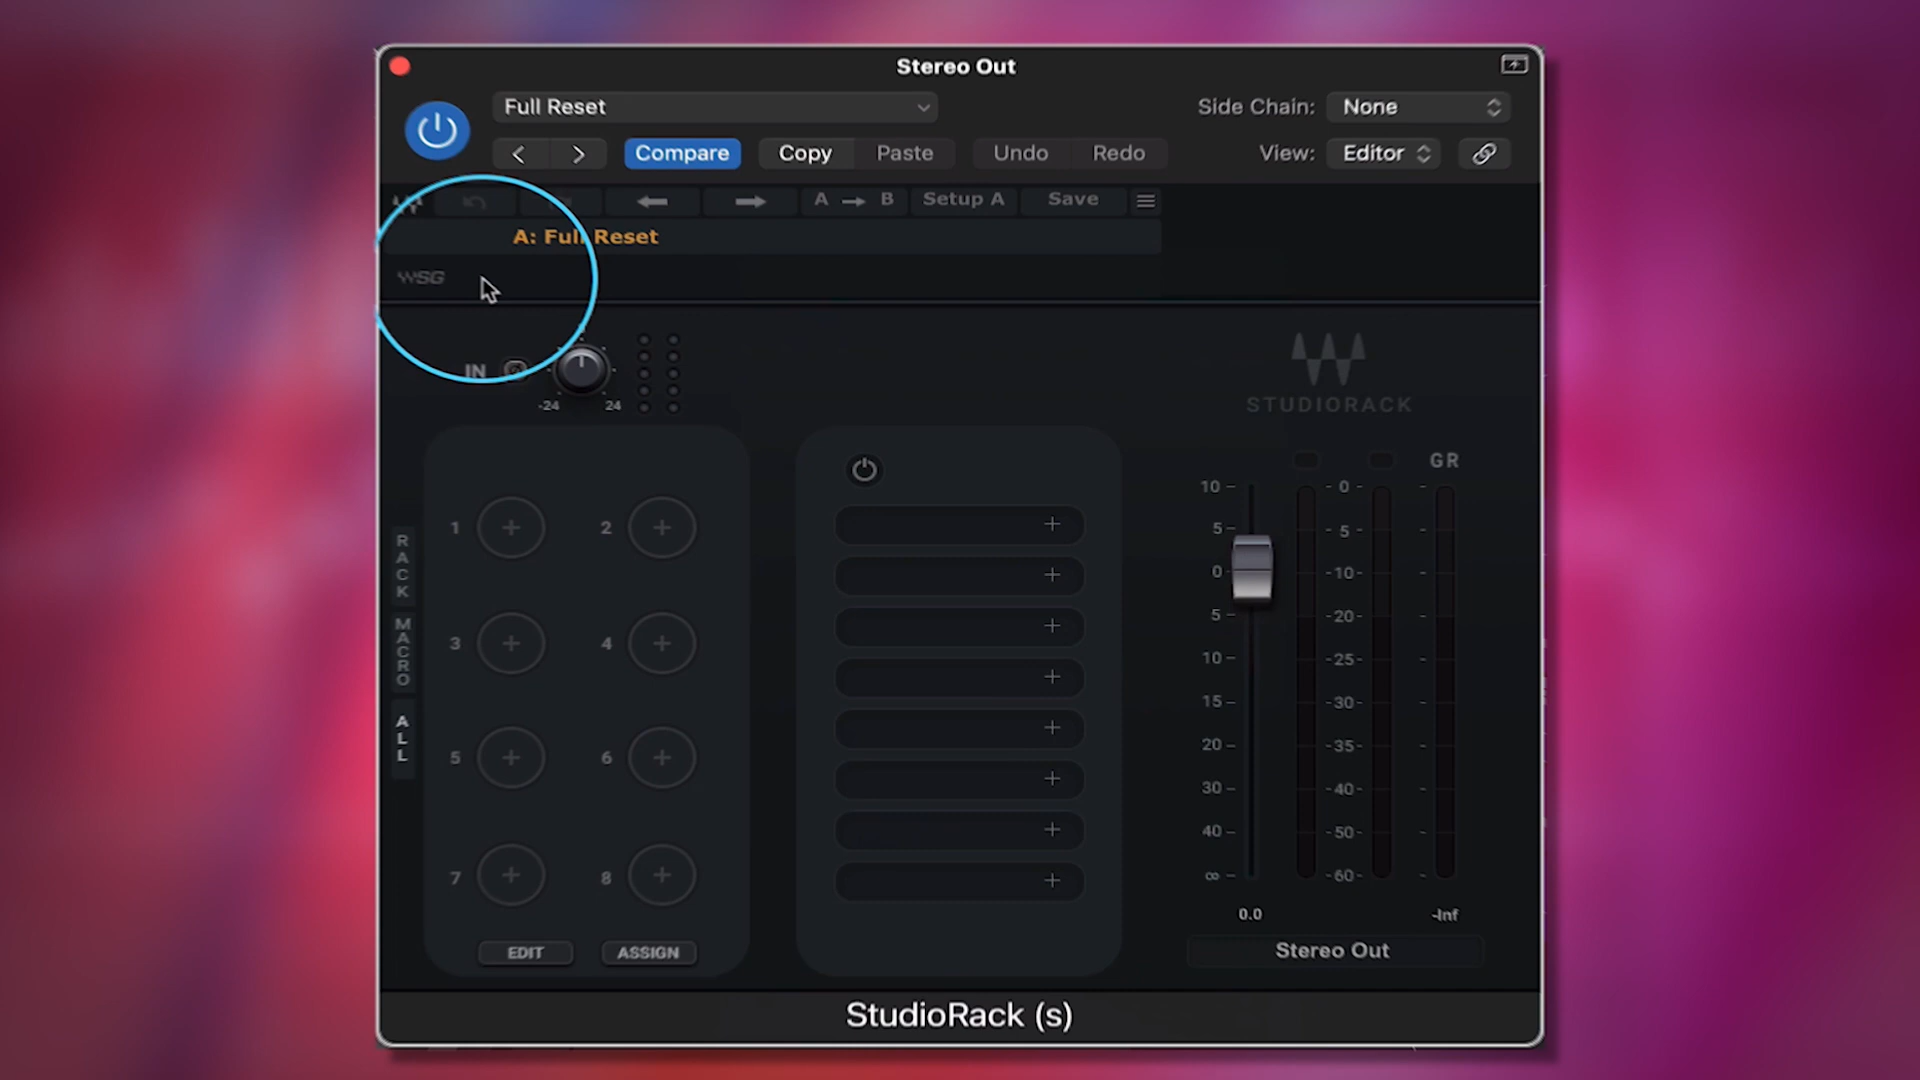 Stereo Out
Full Reset
Side Chain: None
Compare Copy Paste Undo Redo
View: Editor
A B Setup A Save
A: Full Reset
WSG
IN
-24 24
STUDIORACK
GR
RACK
MACRO
ALL
1 2
3 4
5 6
7 8
EDIT ASSIGN
10
5
0
5
10
15
20
30
40
∞
0
-5
-10
-20
-25
-30
-35
-40
-50
-60
0.0
-Inf
Stereo Out
StudioRack (s)